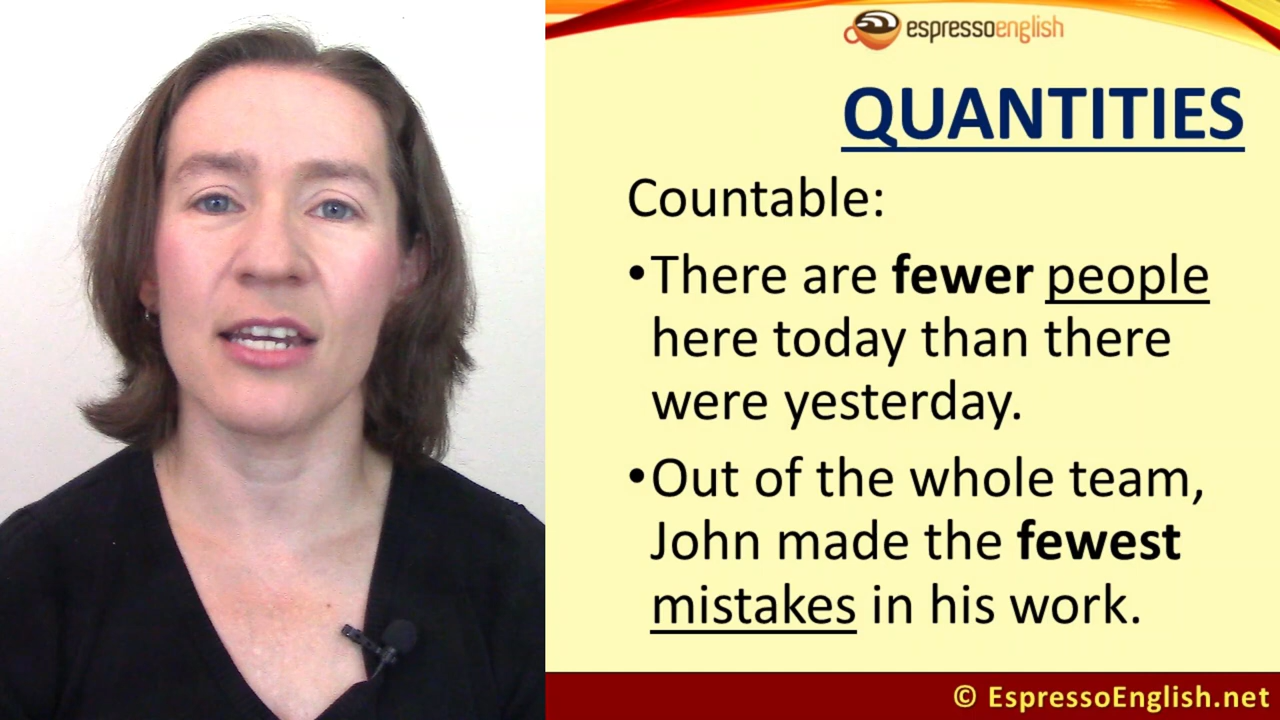 espressoenglish
QUANTITIES
Countable:
•There are fewer people
here today than there
were yesterday.
•Out of the whole team,
John made the fewest
mistakes in his work.
© EspressoEnglish.net